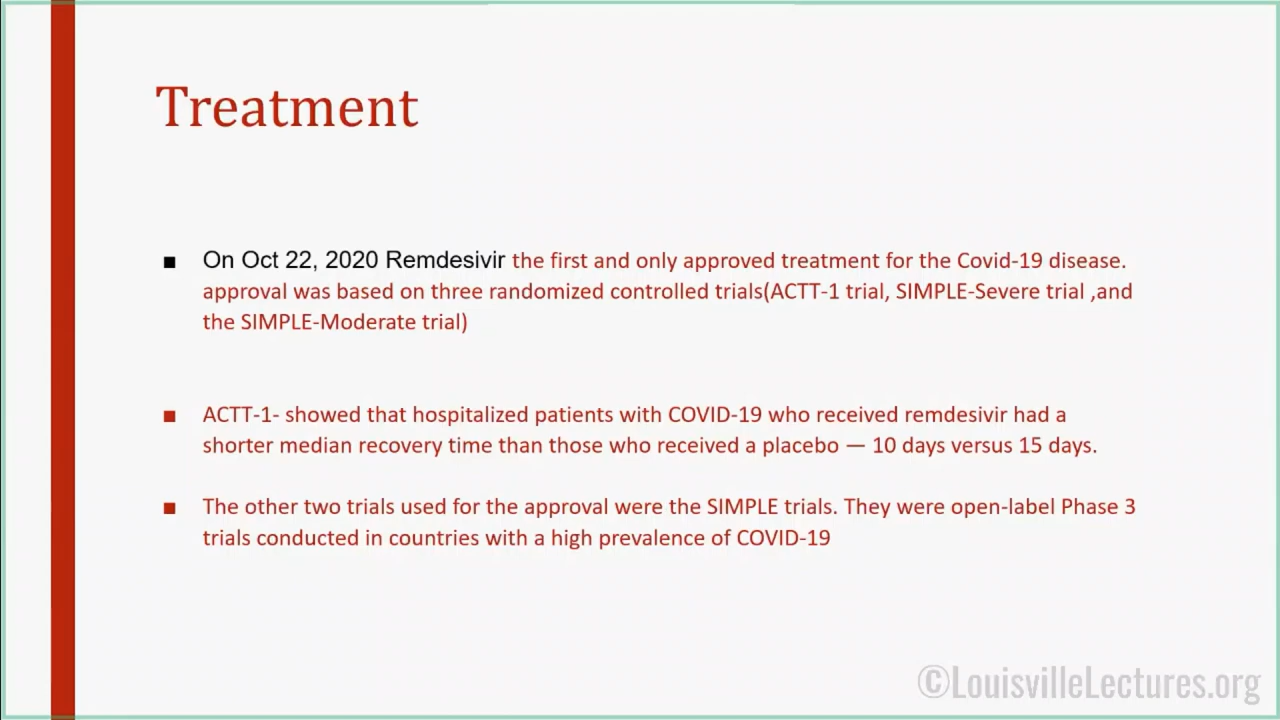 Treatment
■ On Oct 22, 2020 Remdesivir the first and only approved treatment for the Covid-19 disease.
approval was based on three randomized controlled trials(ACTT-1 trial, SIMPLE-Severe trial ,and
the SIMPLE-Moderate trial)
■ ACTT-1- showed that hospitalized patients with COVID-19 who received remdesivir had a
shorter median recovery time than those who received a placebo — 10 days versus 15 days.
■ The other two trials used for the approval were the SIMPLE trials. They were open-label Phase 3
trials conducted in countries with a high prevalence of COVID-19
©LouisvilleLectures.org